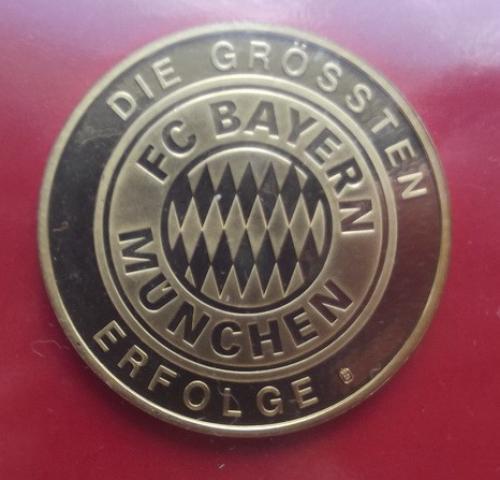 DIE GRÖSSTEN
FC BAYERN
MÜNCHEN
ERFOLGE